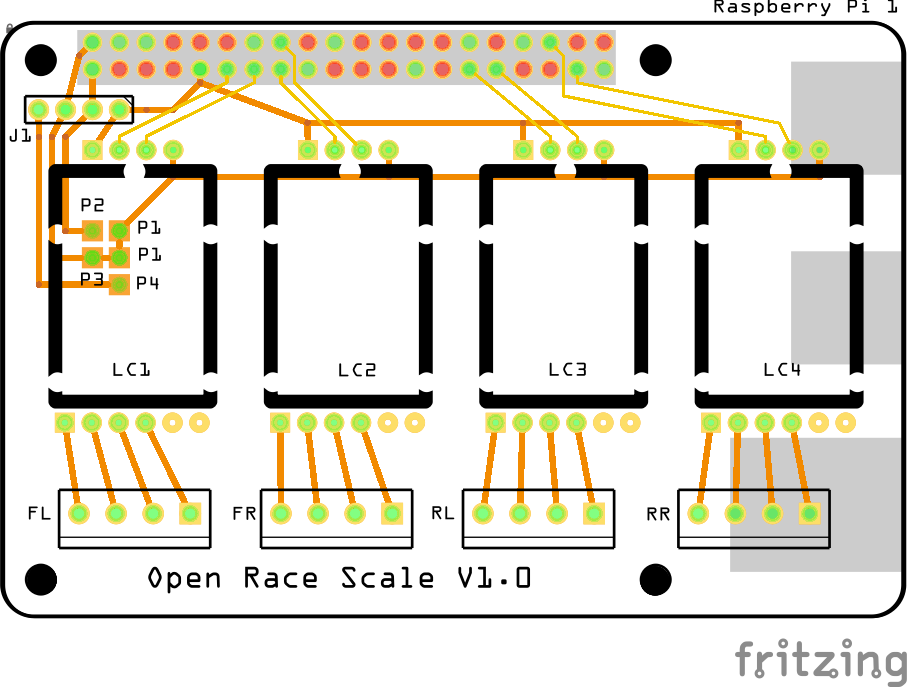 Raspberry Pi 1
J1
P2
P1
P1
P3
P4
LC1
LC2
LC3
LC4
FL
FR
RL
RR
Open Race Scale V1.0
fritzing